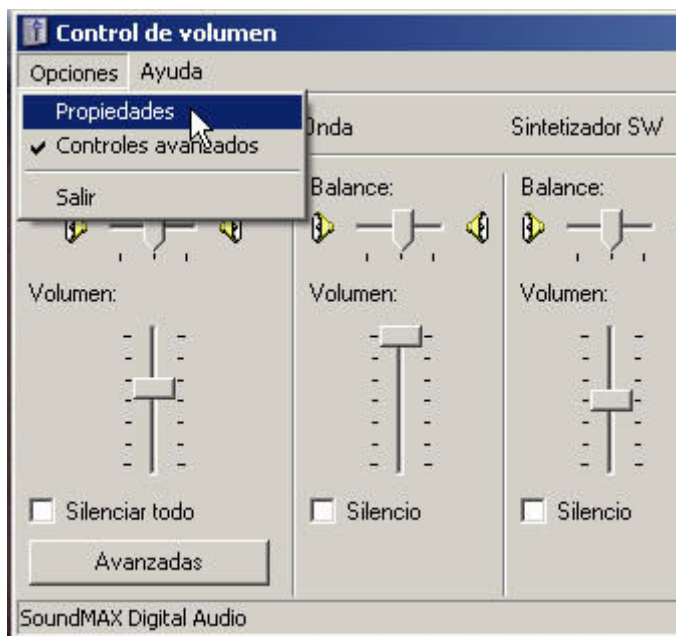 Control de volumen
Opciones Ayuda
Propiedades
Controles avanzados
Salir
Onda
Sintetizador SW
Balance:
Balance:
Volumen:
Volumen:
Volumen:
Silenciar todo
Silencio
Silencio
Avanzadas
SoundMAX Digital Audio